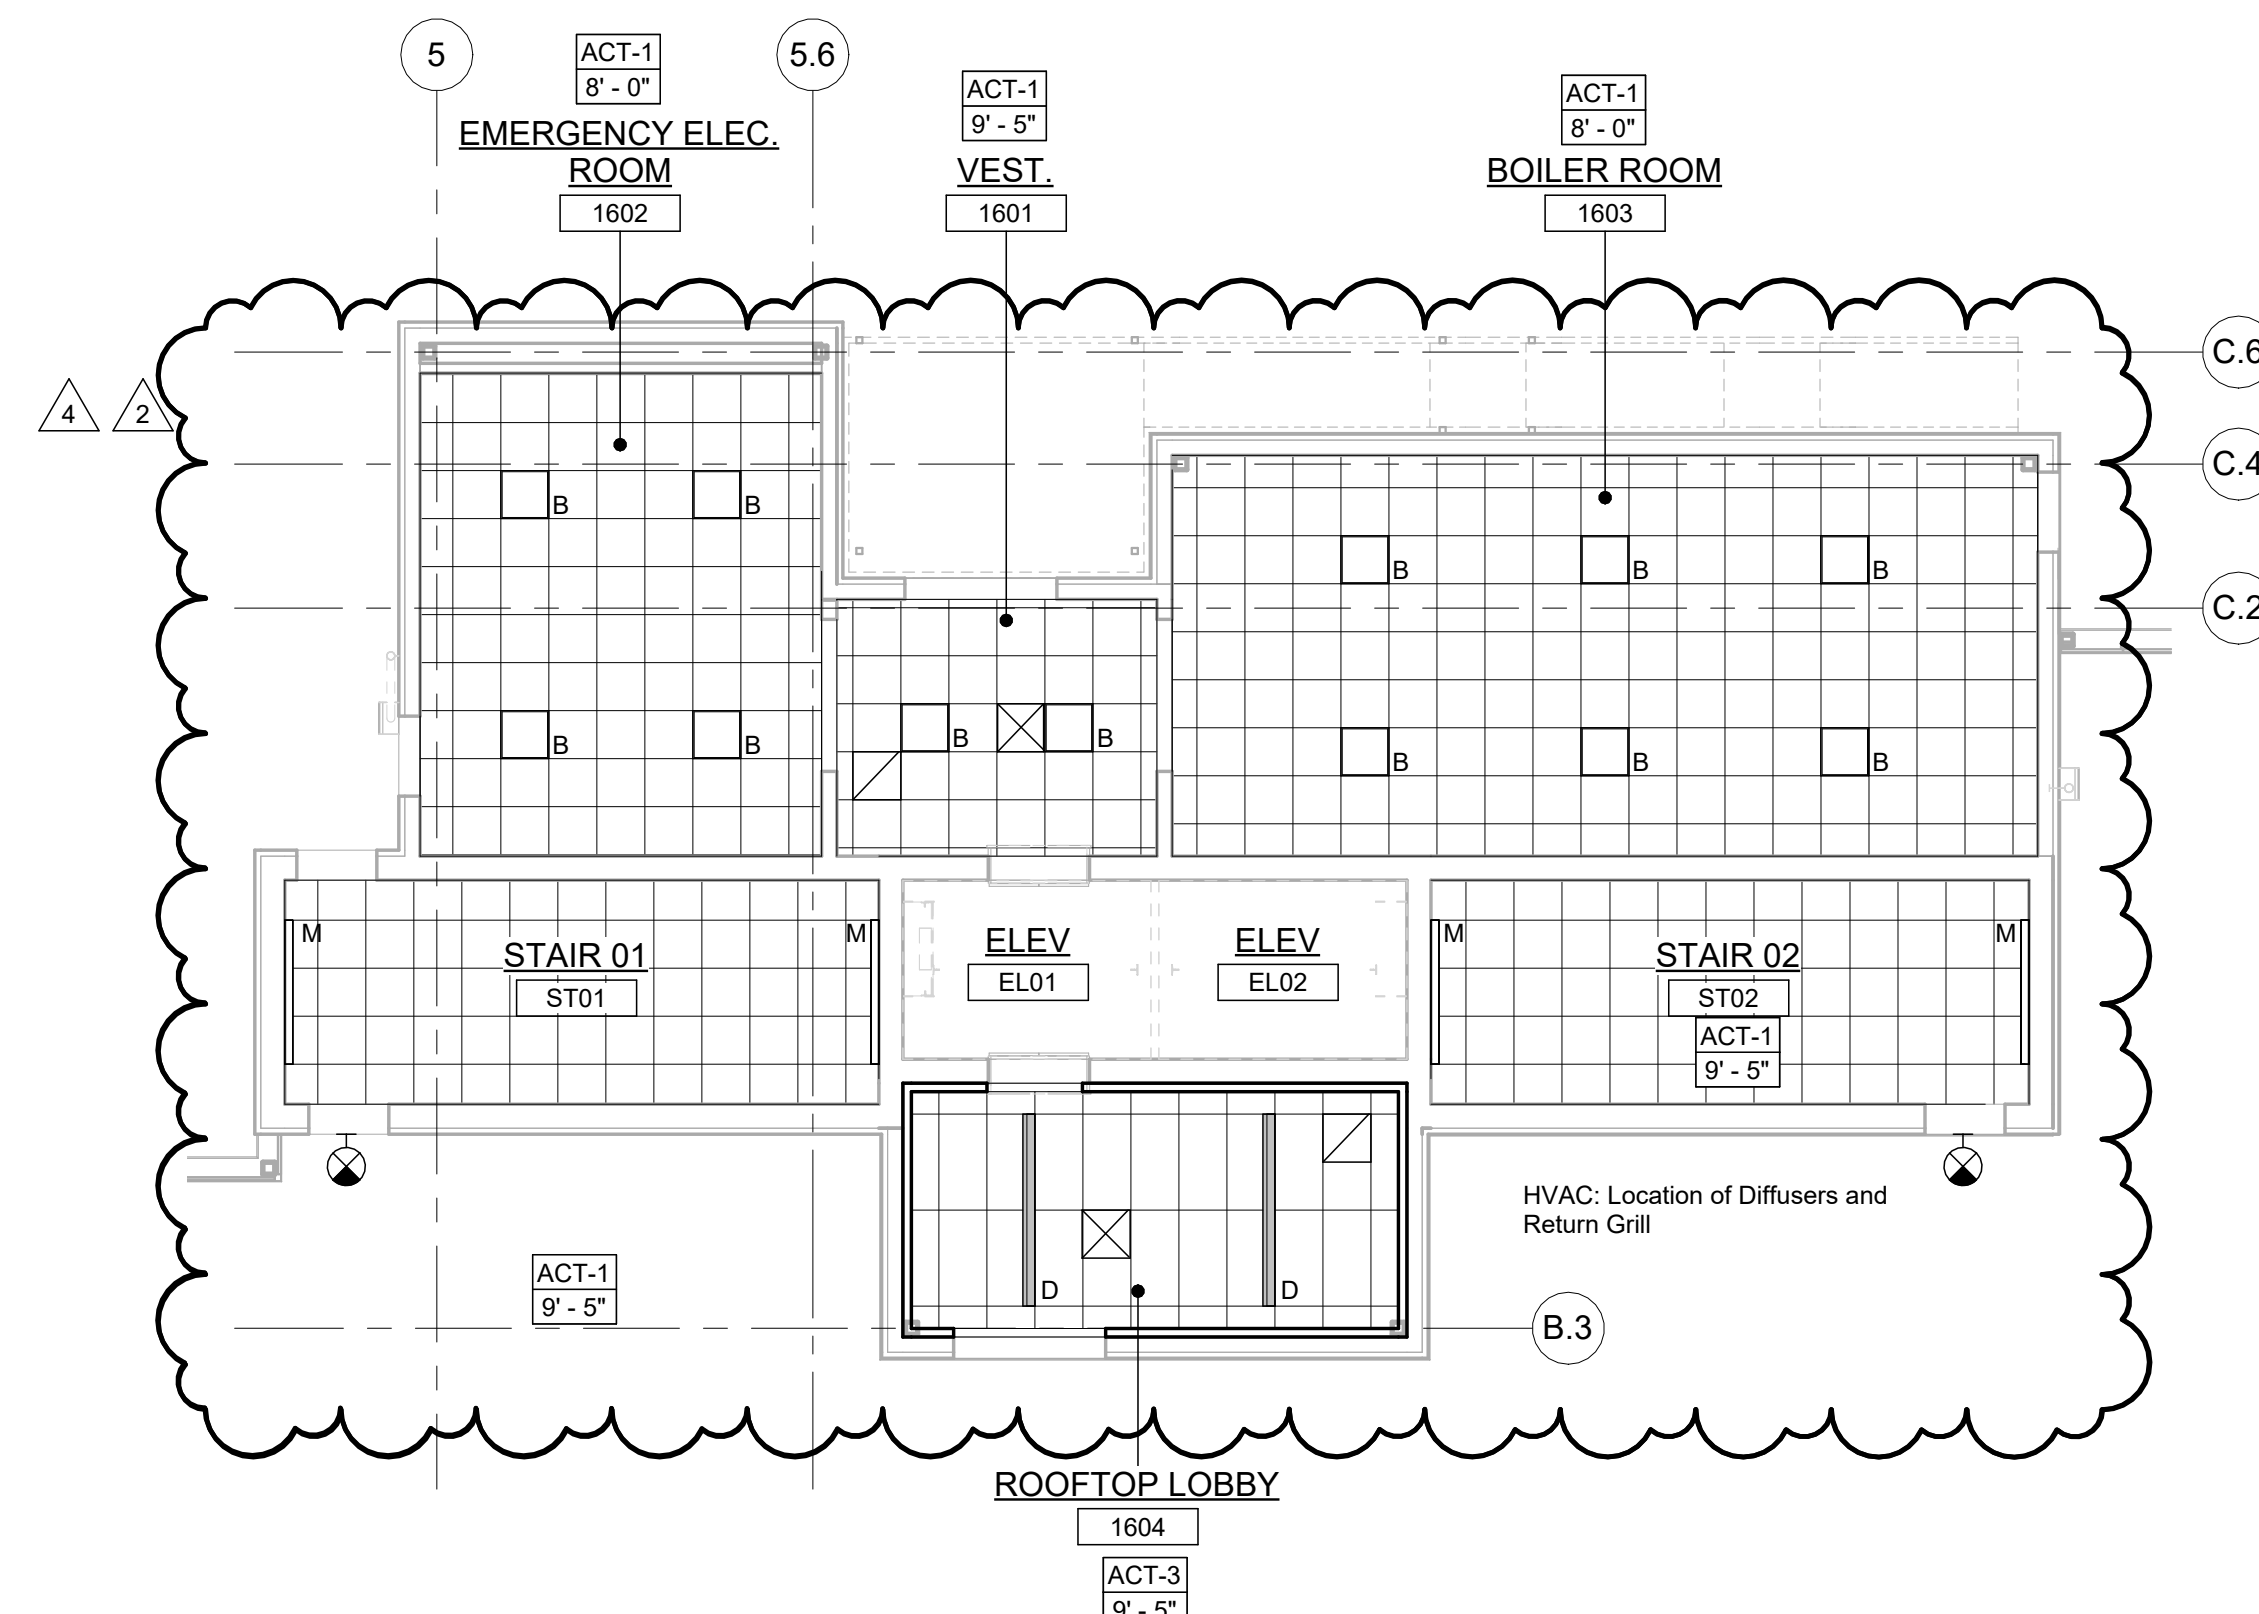 5
ACT-1
8' - 0"
EMERGENCY ELEC.
ROOM
1602
5.6
ACT-1
9' - 5"
VEST.
1601
ACT-1
8' - 0"
BOILER ROOM
1603
C.6
4
2
C.4
B
B
B
B
B
C.2
B
B
B
B
B
B
B
M
M
STAIR 01
ST01
ELEV
EL01
ELEV
EL02
M
M
STAIR 02
ST02
ACT-1
9' - 5"
HVAC: Location of Diffusers and
Return Grill
ACT-1
9' - 5"
D
D
B.3
ROOFTOP LOBBY
1604
ACT-3
9' - 5"